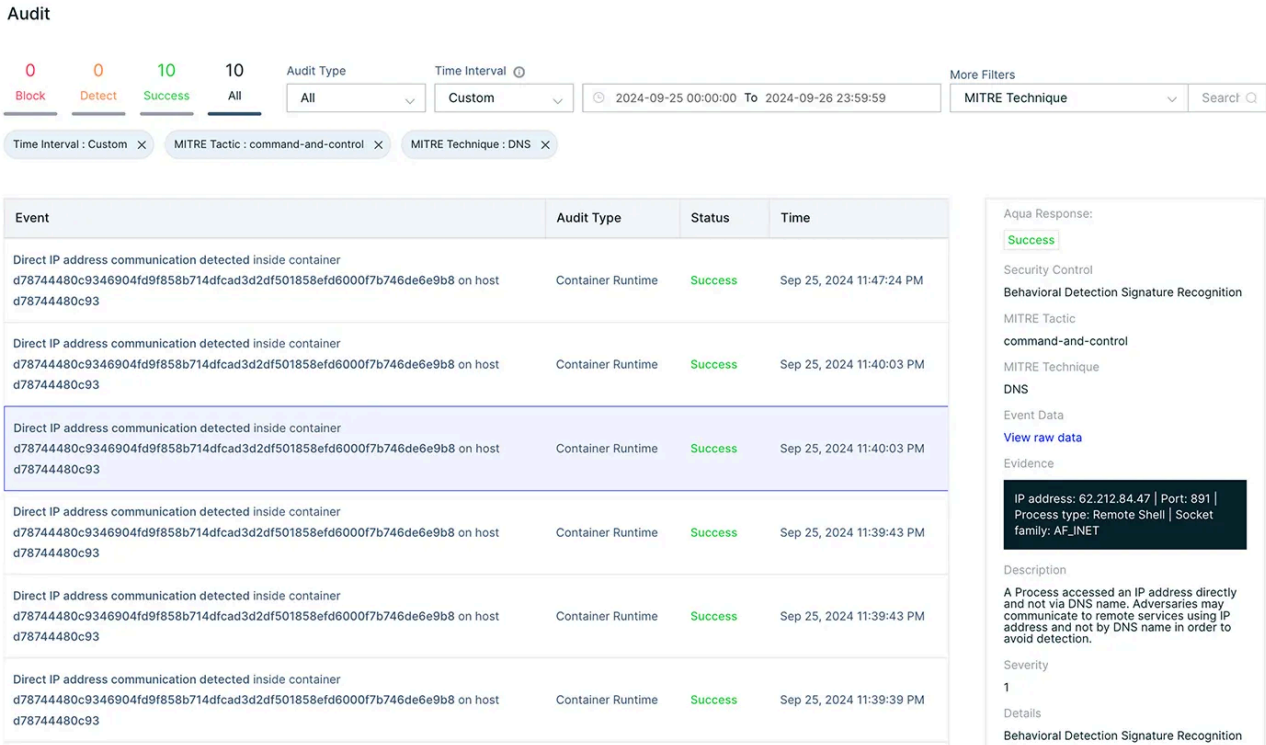 Audit
0
Block
0
Detect
10
Success
10
All
Audit Type
All
Time Interval
Custom
2024-09-25 00:00:00 To 2024-09-26 23:59:59
More Filters
MITRE Technique
Search
Time Interval : Custom
MITRE Tactic : command-and-control
MITRE Technique : DNS
Event Audit Type Status Time
Direct IP address communication detected inside container
d78744480c9346904fd9f858b714dfcad3d2df501858efd6000f7b746de6e9b8 on host
d78744480c93
Container Runtime Success Sep 25, 2024 11:47:24 PM
Direct IP address communication detected inside container
d78744480c9346904fd9f858b714dfcad3d2df501858efd6000f7b746de6e9b8 on host
d78744480c93
Container Runtime Success Sep 25, 2024 11:40:03 PM
Direct IP address communication detected inside container
d78744480c9346904fd9f858b714dfcad3d2df501858efd6000f7b746de6e9b8 on host
d78744480c93
Container Runtime Success Sep 25, 2024 11:40:03 PM
Direct IP address communication detected inside container
d78744480c9346904fd9f858b714dfcad3d2df501858efd6000f7b746de6e9b8 on host
d78744480c93
Container Runtime Success Sep 25, 2024 11:39:43 PM
Direct IP address communication detected inside container
d78744480c9346904fd9f858b714dfcad3d2df501858efd6000f7b746de6e9b8 on host
d78744480c93
Container Runtime Success Sep 25, 2024 11:39:43 PM
Direct IP address communication detected inside container
d78744480c9346904fd9f858b714dfcad3d2df501858efd6000f7b746de6e9b8 on host
d78744480c93
Container Runtime Success Sep 25, 2024 11:39:39 PM
Aqua Response:
Success
Security Control
Behavioral Detection Signature Recognition
MITRE Tactic
command-and-control
MITRE Technique
DNS
Event Data
View raw data
Evidence
IP address: 62.212.84.47 | Port: 891 |
Process type: Remote Shell | Socket
family: AF_INET
Description
A Process accessed an IP address directly
and not via DNS name. Adversaries may
communicate to remote services using IP
address and not by DNS name in order to
avoid detection.
Severity
1
Details
Behavioral Detection Signature Recognition